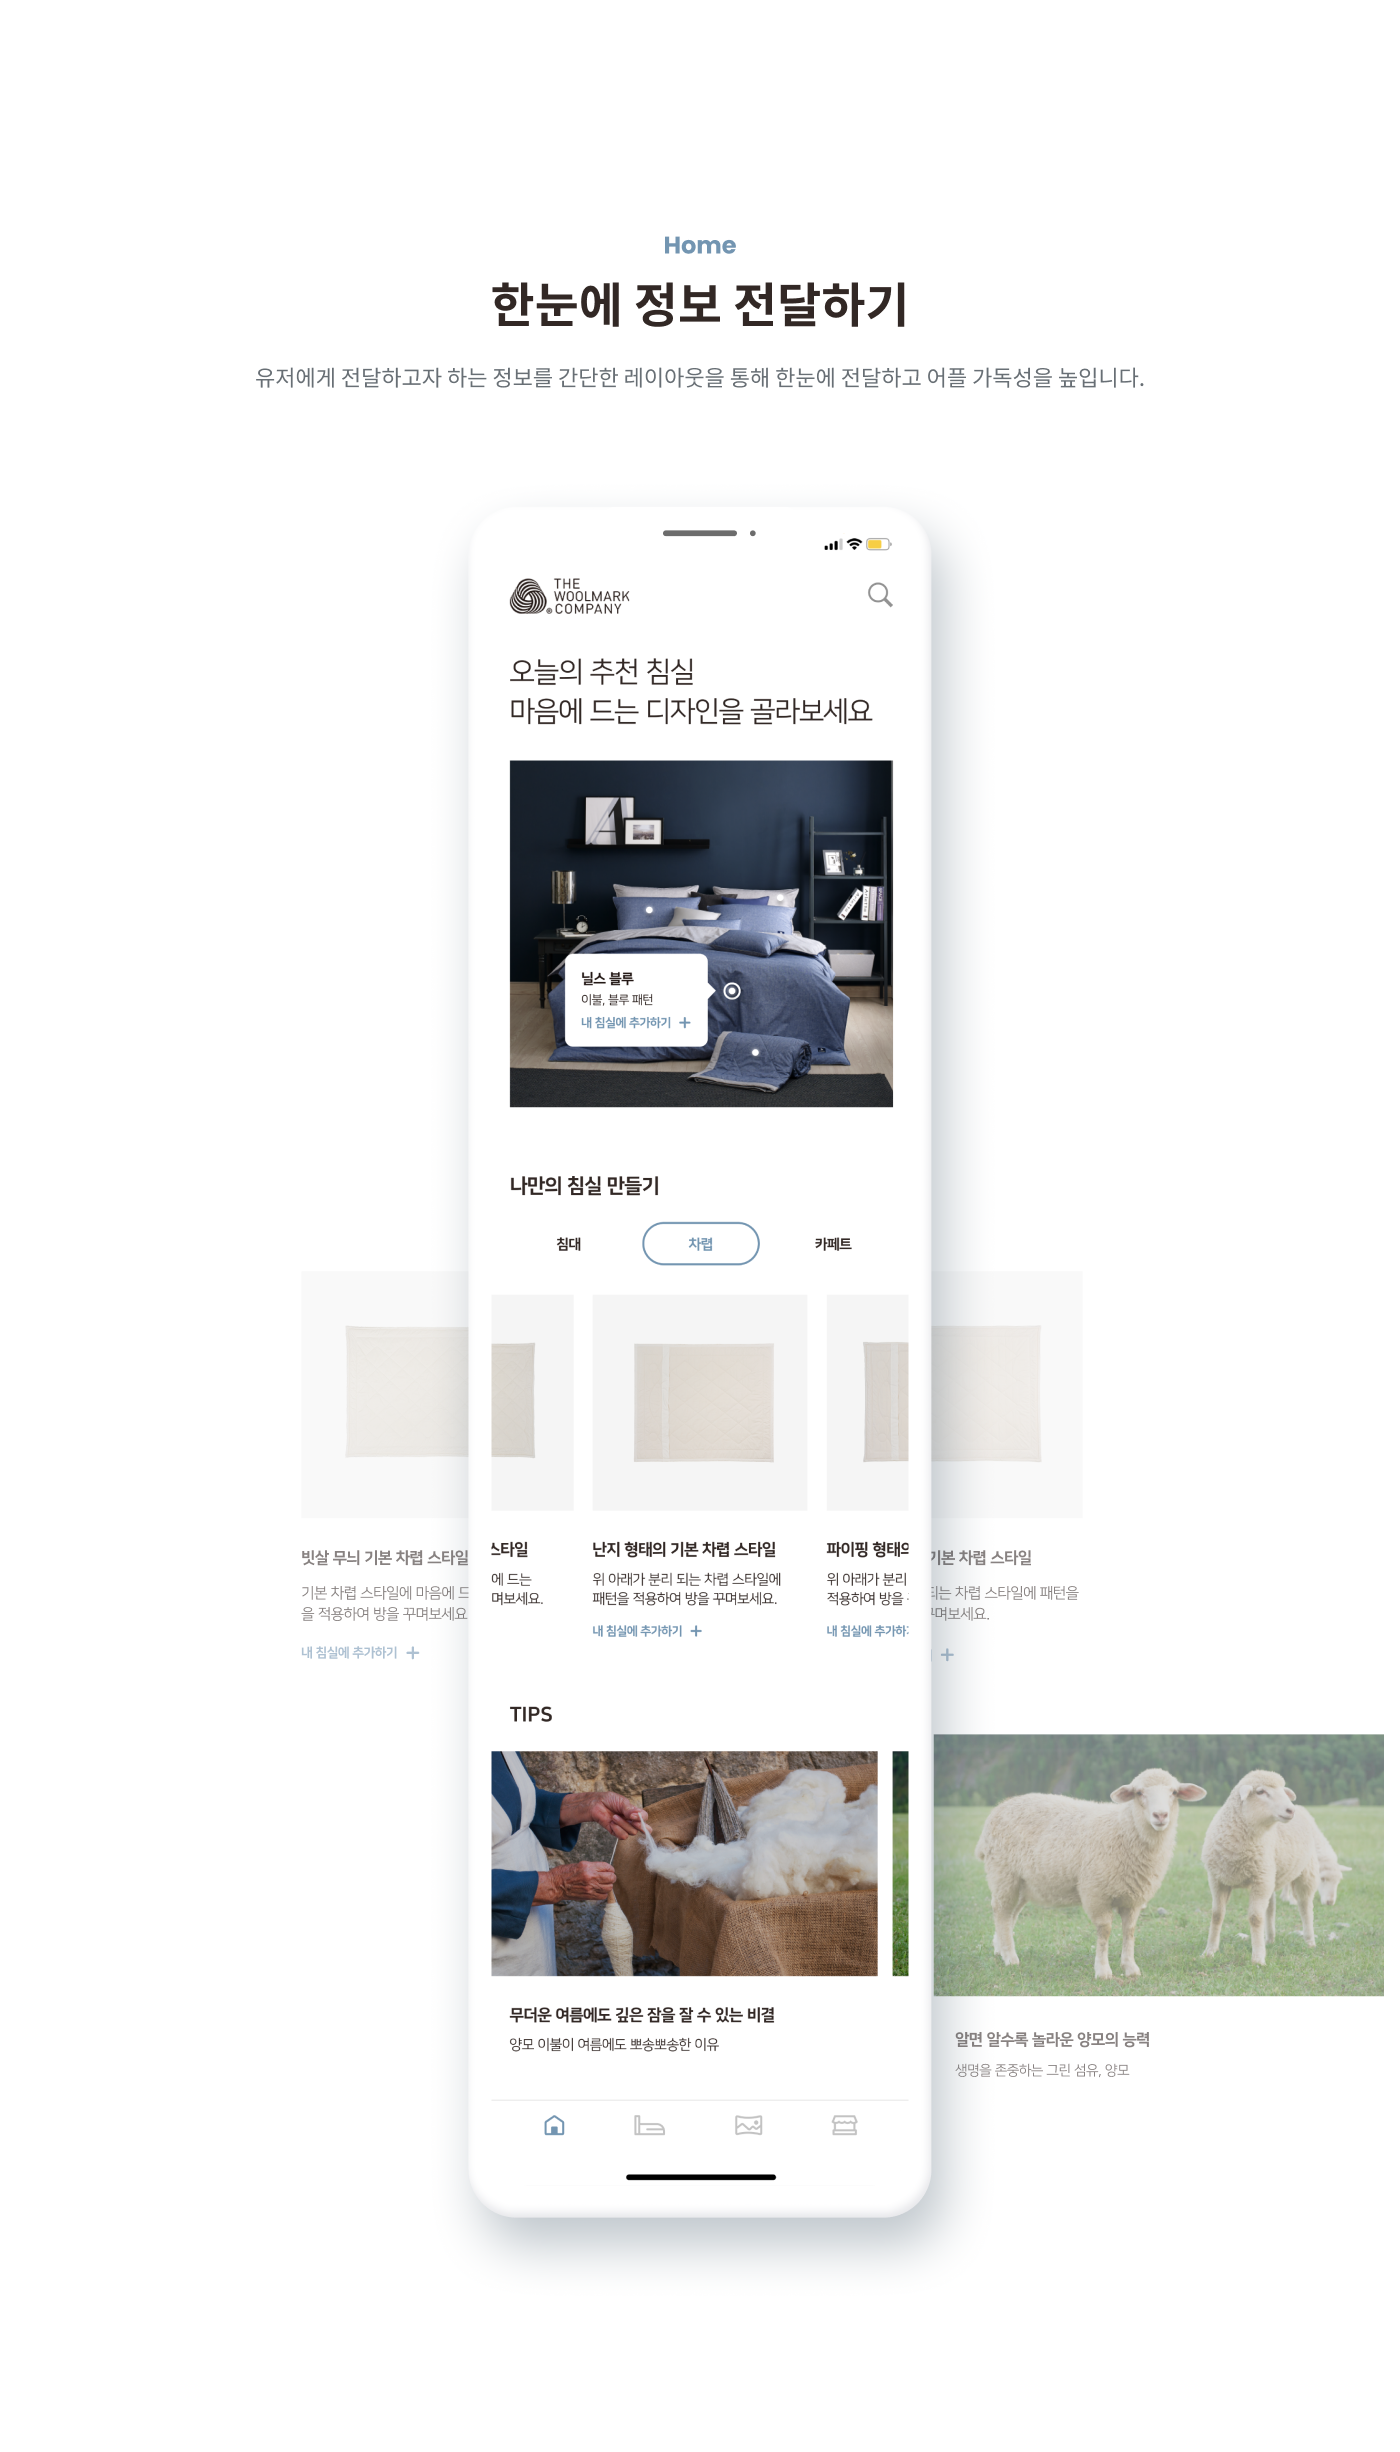 Home
한눈에 정보 전달하기
유저에게 전달하고자 하는 정보를 간단한 레이아웃을 통해 한눈에 전달하고 어플 가독성을 높입니다.
THE
WOOLMARK
® COMPANY
오늘의 추천 침실
마음에 드는 디자인을 골라보세요
A
닐스 블루
이불, 블루 패턴
내 침실에 추가하기 +
나만의 침실 만들기
침대
차렵
카페트
빗살 무늬 기본 차렵 스타일
기본 차렵 스타일에 마음에 드
을 적용하여 방을 꾸며보세요
내 침실에 추가하기 +
스타일
에 드는
며보세요.
난지 형태의 기본 차렵 스타일
위 아래가 분리 되는 차렵 스타일에
패턴을 적용하여 방을 꾸며보세요.
내 침실에 추가하기 +
파이핑 형태의
위 아래가 분리
적용하여 방을
내 침실에 추가하
기본 차렵 스타일
되는 차렵 스타일에 패턴을
며보세요.
+
TIPS
무더운 여름에도 깊은 잠을 잘 수 있는 비결
양모 이불이 여름에도 뽀송뽀송한 이유
알면 알수록 놀라운 양모의 능력
생명을 존중하는 그린 섬유, 양모